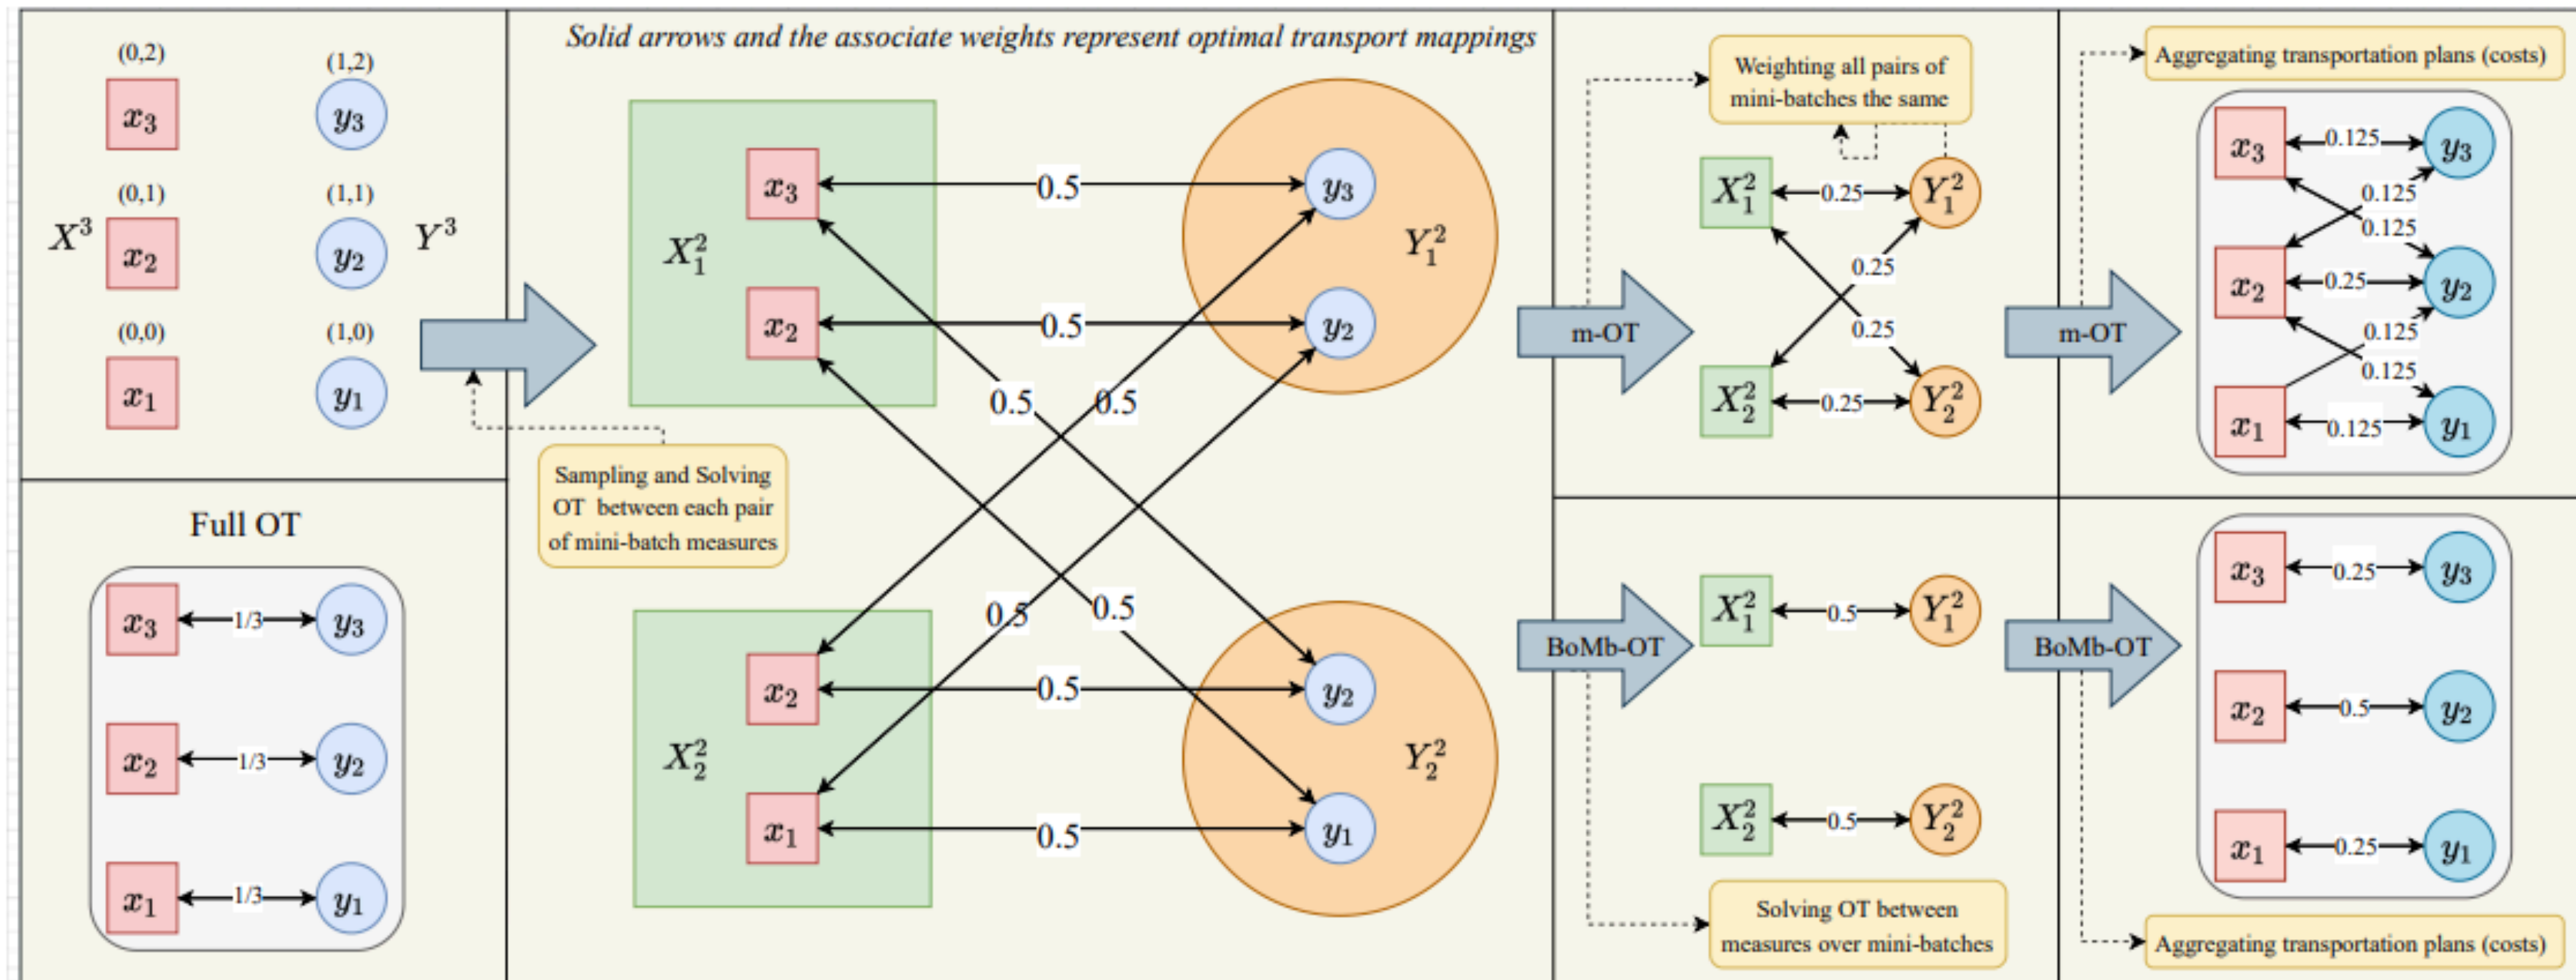 (0,2)
(1,2)
x₃
y₃
(0,1)
(1,1)
X³
x₂
y₂
Y³
(0,0)
(1,0)
x₁
y₁
Full OT
x₃
1/3
y₃
x₂
1/3
y₂
x₁
1/3
y₁
Solid arrows and the associate weights represent optimal transport mappings
Sampling and Solving
OT between each pair
of mini-batch measures
x₃
0.5
y₃
X₁²
Y₁²
x₂
0.5
y₂
0.5
0.5
0.5
0.5
x₂
0.5
y₂
X₂²
Y₂²
x₁
0.5
y₁
m-OT
Weighting all pairs of
mini-batches the same
X₁²
0.25
Y₁²
0.25
0.25
X₂²
0.25
Y₂²
m-OT
Aggregating transportation plans (costs)
x₃
0.125
y₃
0.125
0.125
x₂
0.25
y₂
0.125
0.125
x₁
0.125
y₁
BoMb-OT
X₁²
0.5
Y₁²
X₂²
0.5
Y₂²
Solving OT between
measures over mini-batches
BoMb-OT
x₃
0.25
y₃
x₂
0.5
y₂
x₁
0.25
y₁
Aggregating transportation plans (costs)